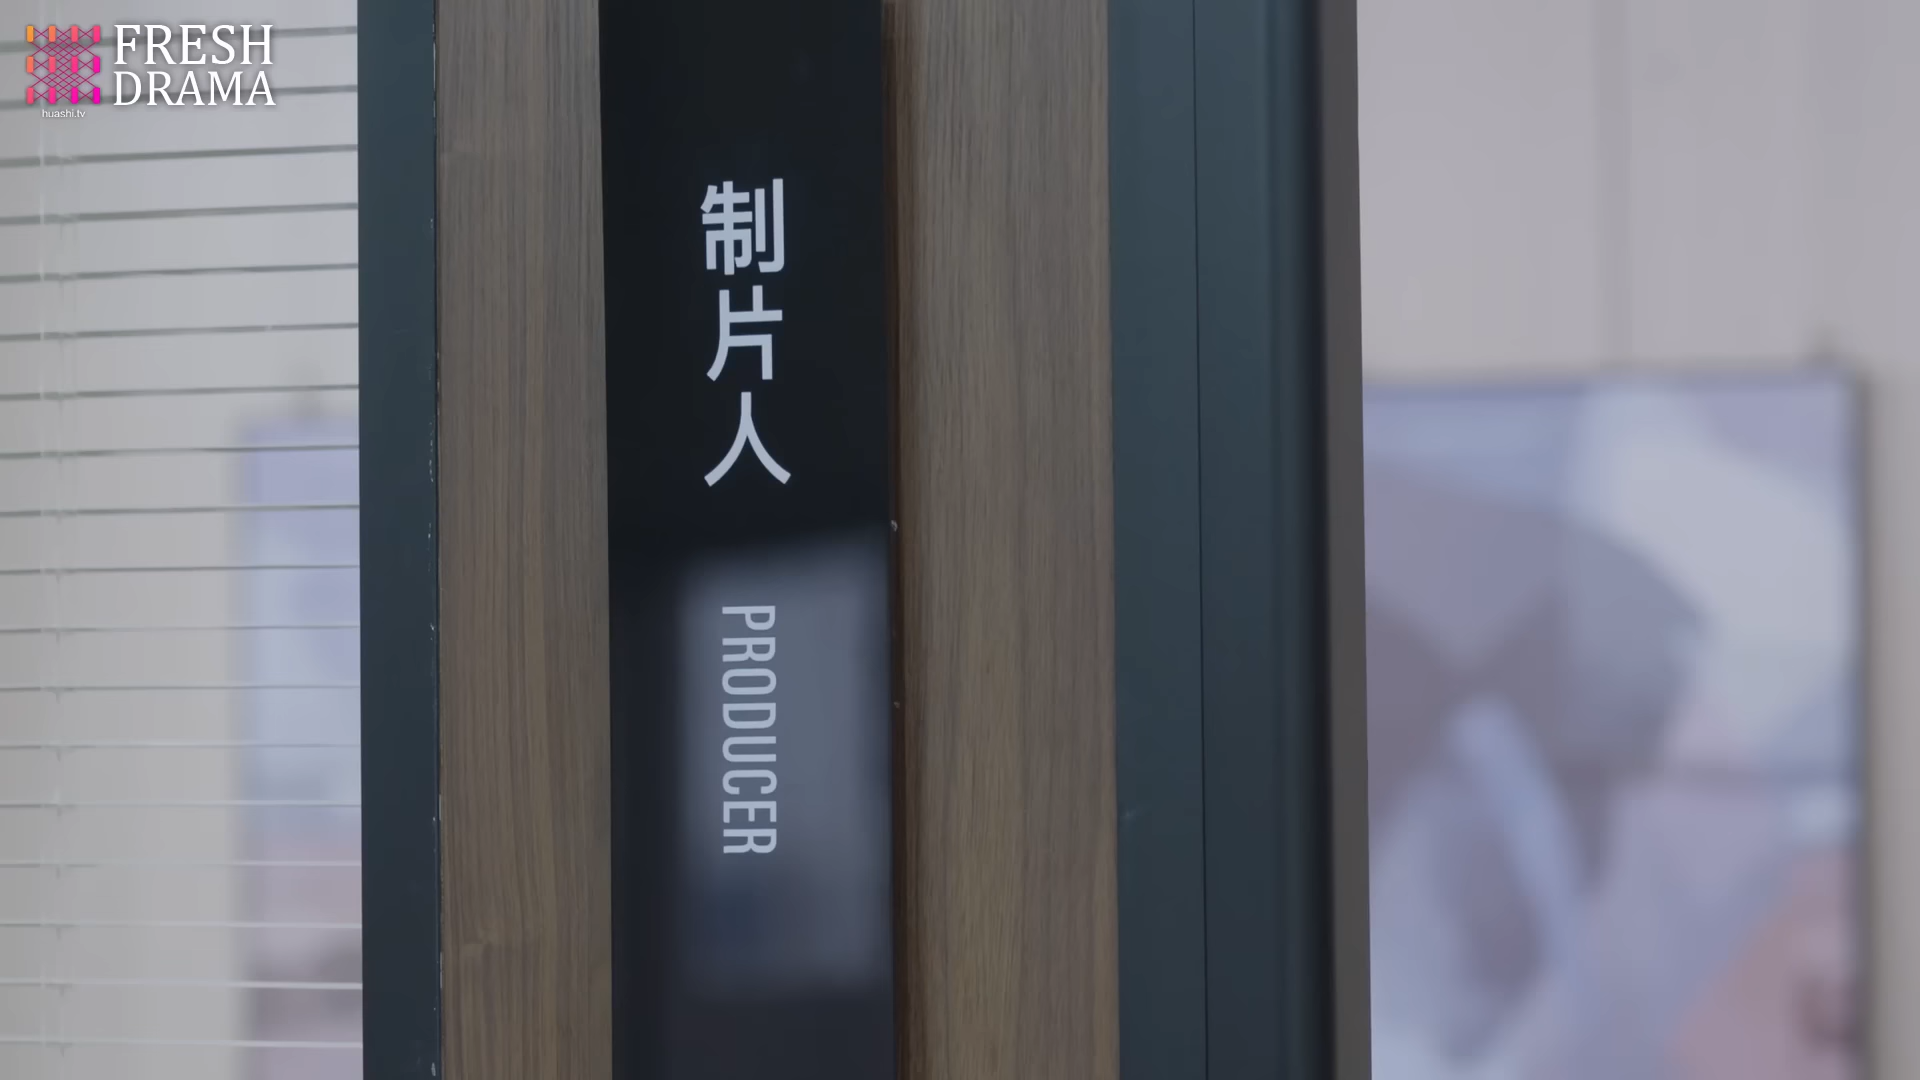 FRESH
DRAMA
huashi.tv
制片人
PRODUCER